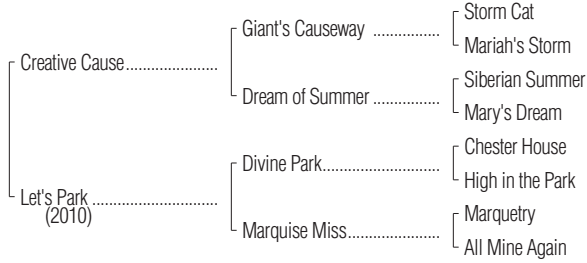 Storm Cat
Giant's Causeway ................
Mariah's Storm
Creative Cause......................
Siberian Summer
Dream of Summer ................
Mary's Dream
Chester House
Divine Park............................
High in the Park
Let's Park ..............................
(2010)
Marquetry
Marquise Miss......................
All Mine Again